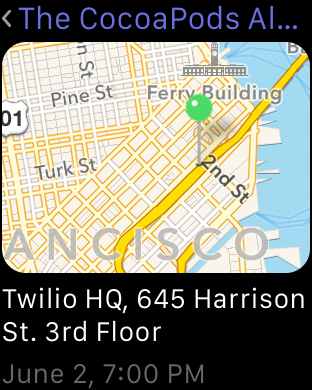 The CocoaPods Al...
n St
Pine St
Ferry Building
01
Turk St
2nd St
ANCISCO
Twilio HQ, 645 Harrison
St. 3rd Floor
June 2, 7:00 PM